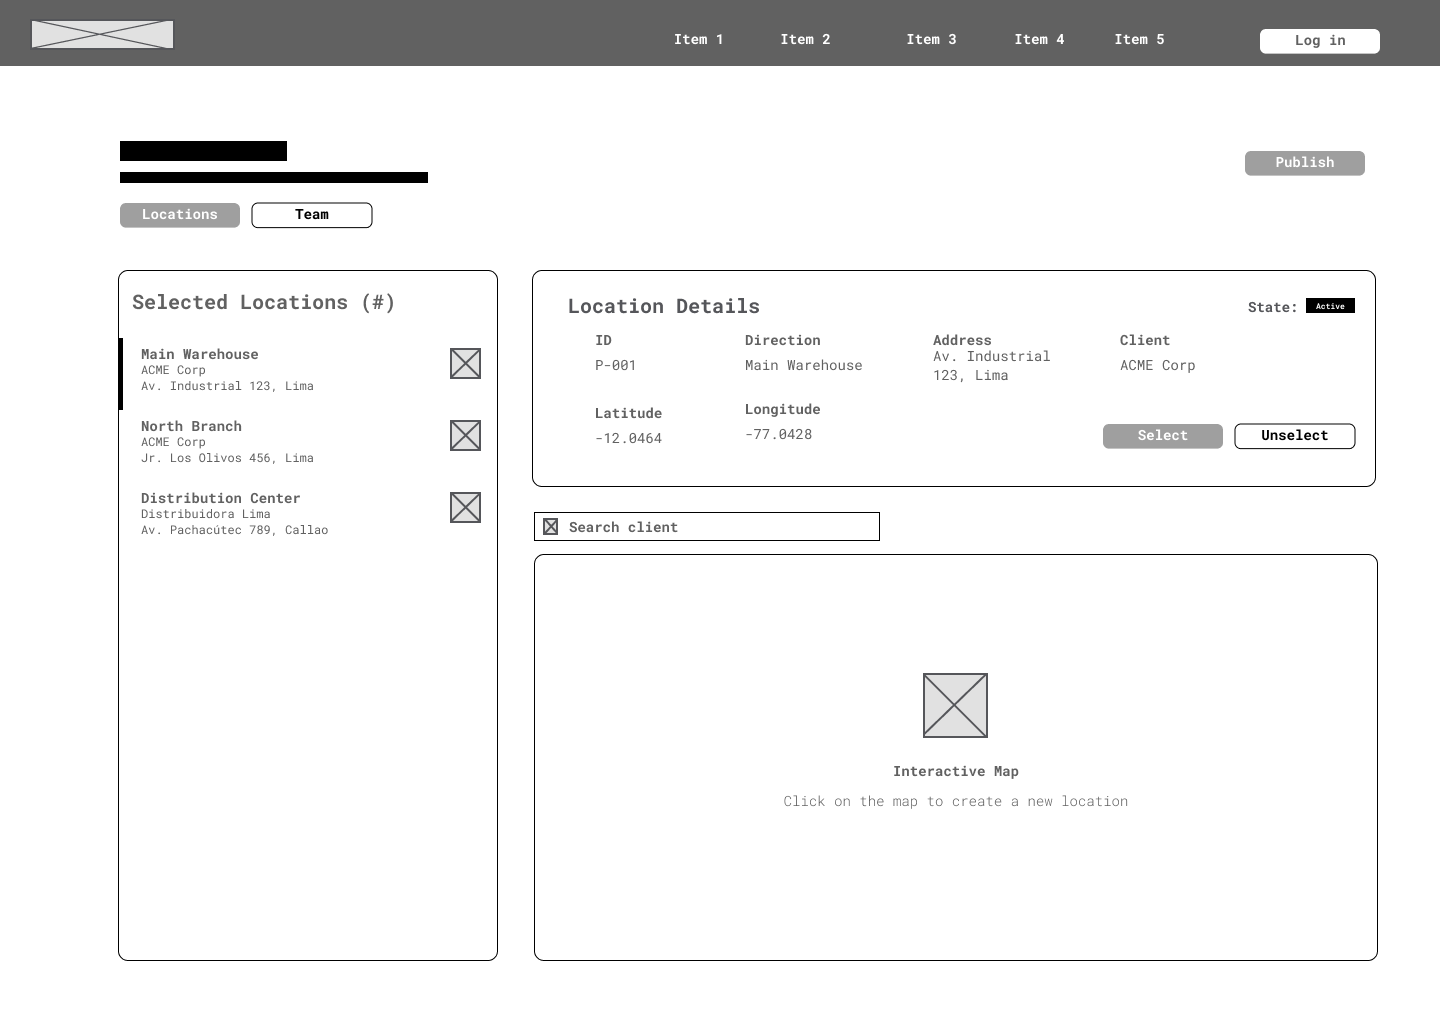 Item 1 Item 2 Item 3 Item 4 Item 5 Log in
Publish
Locations Team
Selected Locations (#)
Main Warehouse
ACME Corp
Av. Industrial 123, Lima
North Branch
ACME Corp
Jr. Los Olivos 456, Lima
Distribution Center
Distribuidora Lima
Av. Pachacútec 789, Callao
Location Details
State: Active
ID
P-001
Direction
Main Warehouse
Address
Av. Industrial
123, Lima
Client
ACME Corp
Latitude
-12.0464
Longitude
-77.0428
Select Unselect
Search client
Interactive Map
Click on the map to create a new location